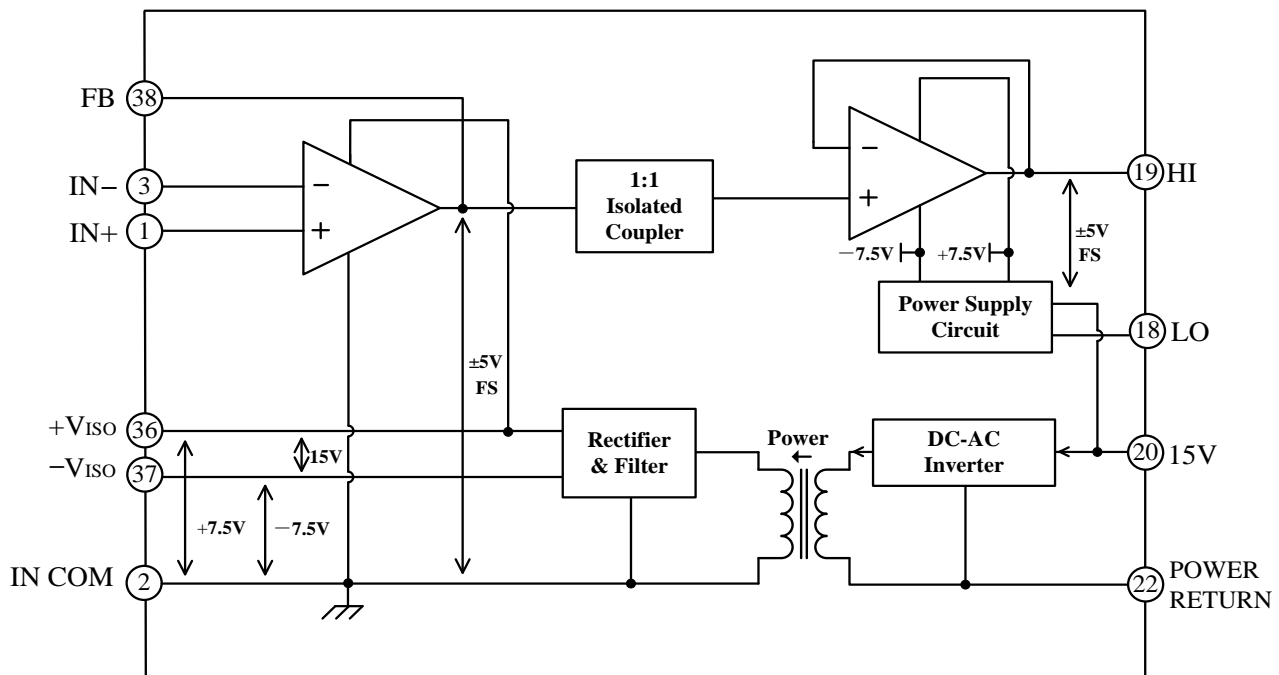 FB 38
IN− 3
IN+ 1
−
+
1:1
Isolated
Coupler
−
+
19 HI
−7.5V
+7.5V
±5V
FS
Power Supply
Circuit
18 LO
±5V
FS
+VISO 36
−VISO 37
15V
+7.5V
−7.5V
Rectifier
& Filter
Power
DC-AC
Inverter
20 15V
IN COM 2
22 POWER
RETURN